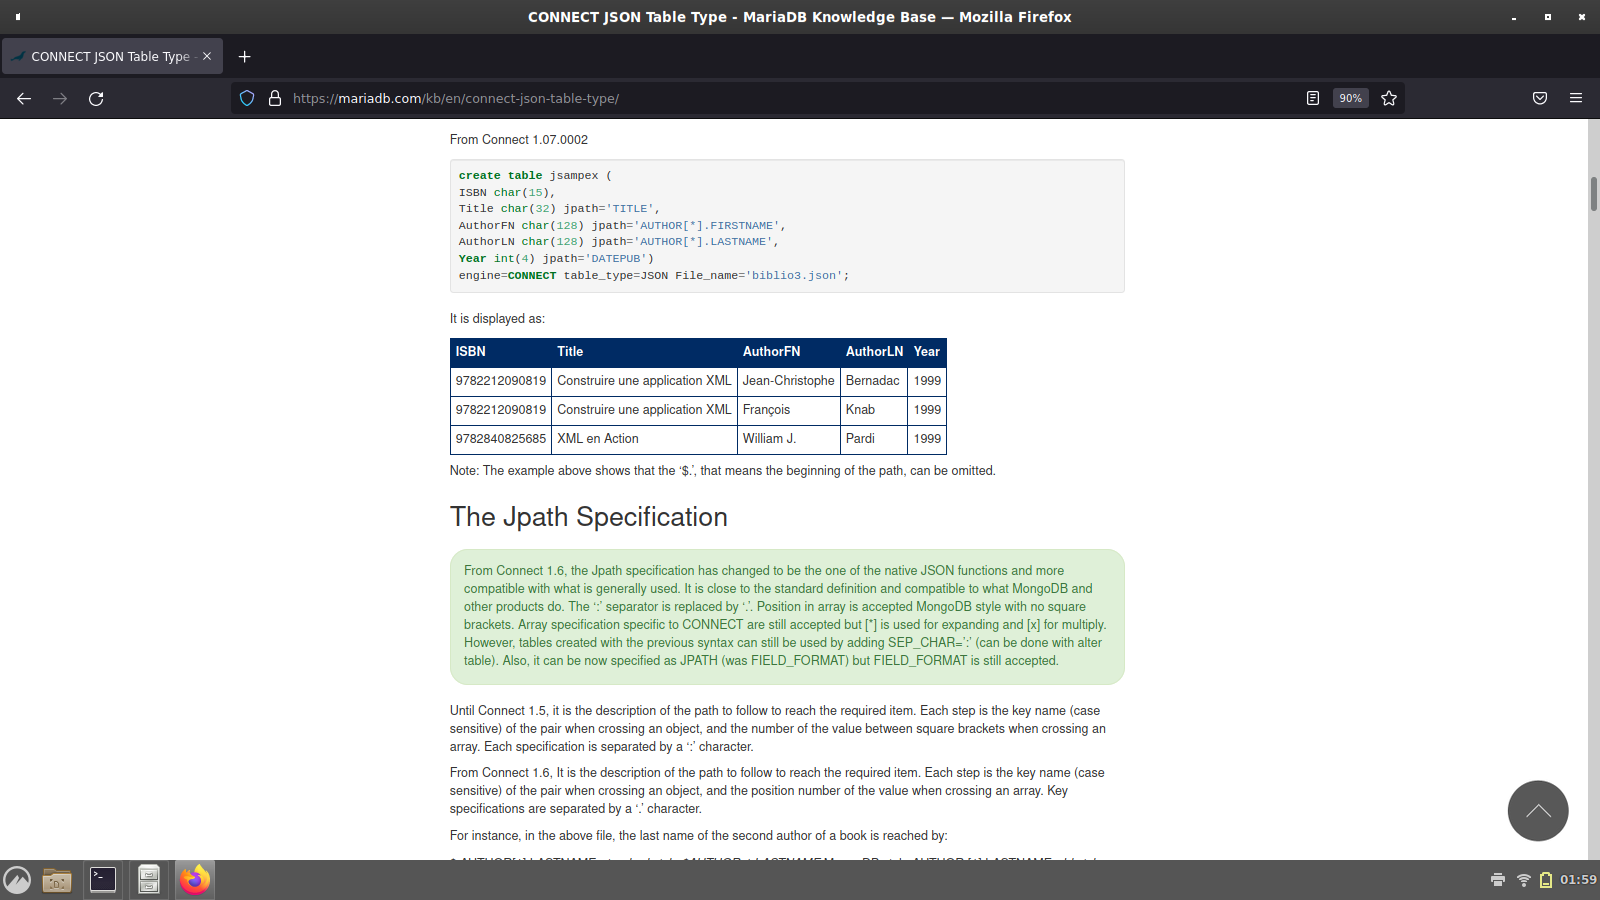 CONNECT JSON Table Type - MariaDB Knowledge Base — Mozilla Firefox
CONNECT JSON Table Type -
https://mariadb.com/kb/en/connect-json-table-type/
90%
From Connect 1.07.0002
create table jsampex (
ISBN char(15),
Title char(32) jpath='TITLE',
AuthorFN char(128) jpath='AUTHOR[*].FIRSTNAME',
AuthorLN char(128) jpath='AUTHOR[*].LASTNAME',
Year int(4) jpath='DATEPUB')
engine=CONNECT table_type=JSON File_name='biblio3.json';
It is displayed as:
ISBN Title AuthorFN AuthorLN Year
9782212090819 Construire une application XML Jean-Christophe Bernadac 1999
9782212090819 Construire une application XML François Knab 1999
9782840825685 XML en Action William J. Pardi 1999
Note: The example above shows that the ‘$.’, that means the beginning of the path, can be omitted.
The Jpath Specification
From Connect 1.6, the Jpath specification has changed to be the one of the native JSON functions and more
compatible with what is generally used. It is close to the standard definition and compatible to what MongoDB and
other products do. The ‘:’ separator is replaced by ‘.’. Position in array is accepted MongoDB style with no square
brackets. Array specification specific to CONNECT are still accepted but [*] is used for expanding and [x] for multiply.
However, tables created with the previous syntax can still be used by adding SEP_CHAR=’:’ (can be done with alter
table). Also, it can be now specified as JPATH (was FIELD_FORMAT) but FIELD_FORMAT is still accepted.
Until Connect 1.5, it is the description of the path to follow to reach the required item. Each step is the key name (case
sensitive) of the pair when crossing an object, and the number of the value between square brackets when crossing an
array. Each specification is separated by a ‘:’ character.
From Connect 1.6, It is the description of the path to follow to reach the required item. Each step is the key name (case
sensitive) of the pair when crossing an object, and the position number of the value when crossing an array. Key
specifications are separated by a ‘.’ character.
For instance, in the above file, the last name of the second author of a book is reached by:
01:59